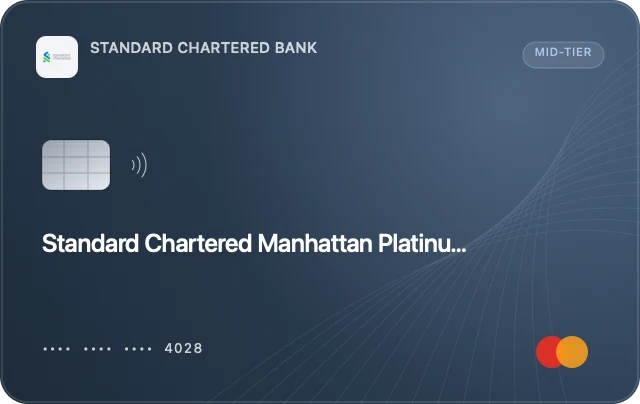 STANDARD CHARTERED BANK
MID-TIER
Standard Chartered Manhattan Platinu...
•••• •••• •••• 4028